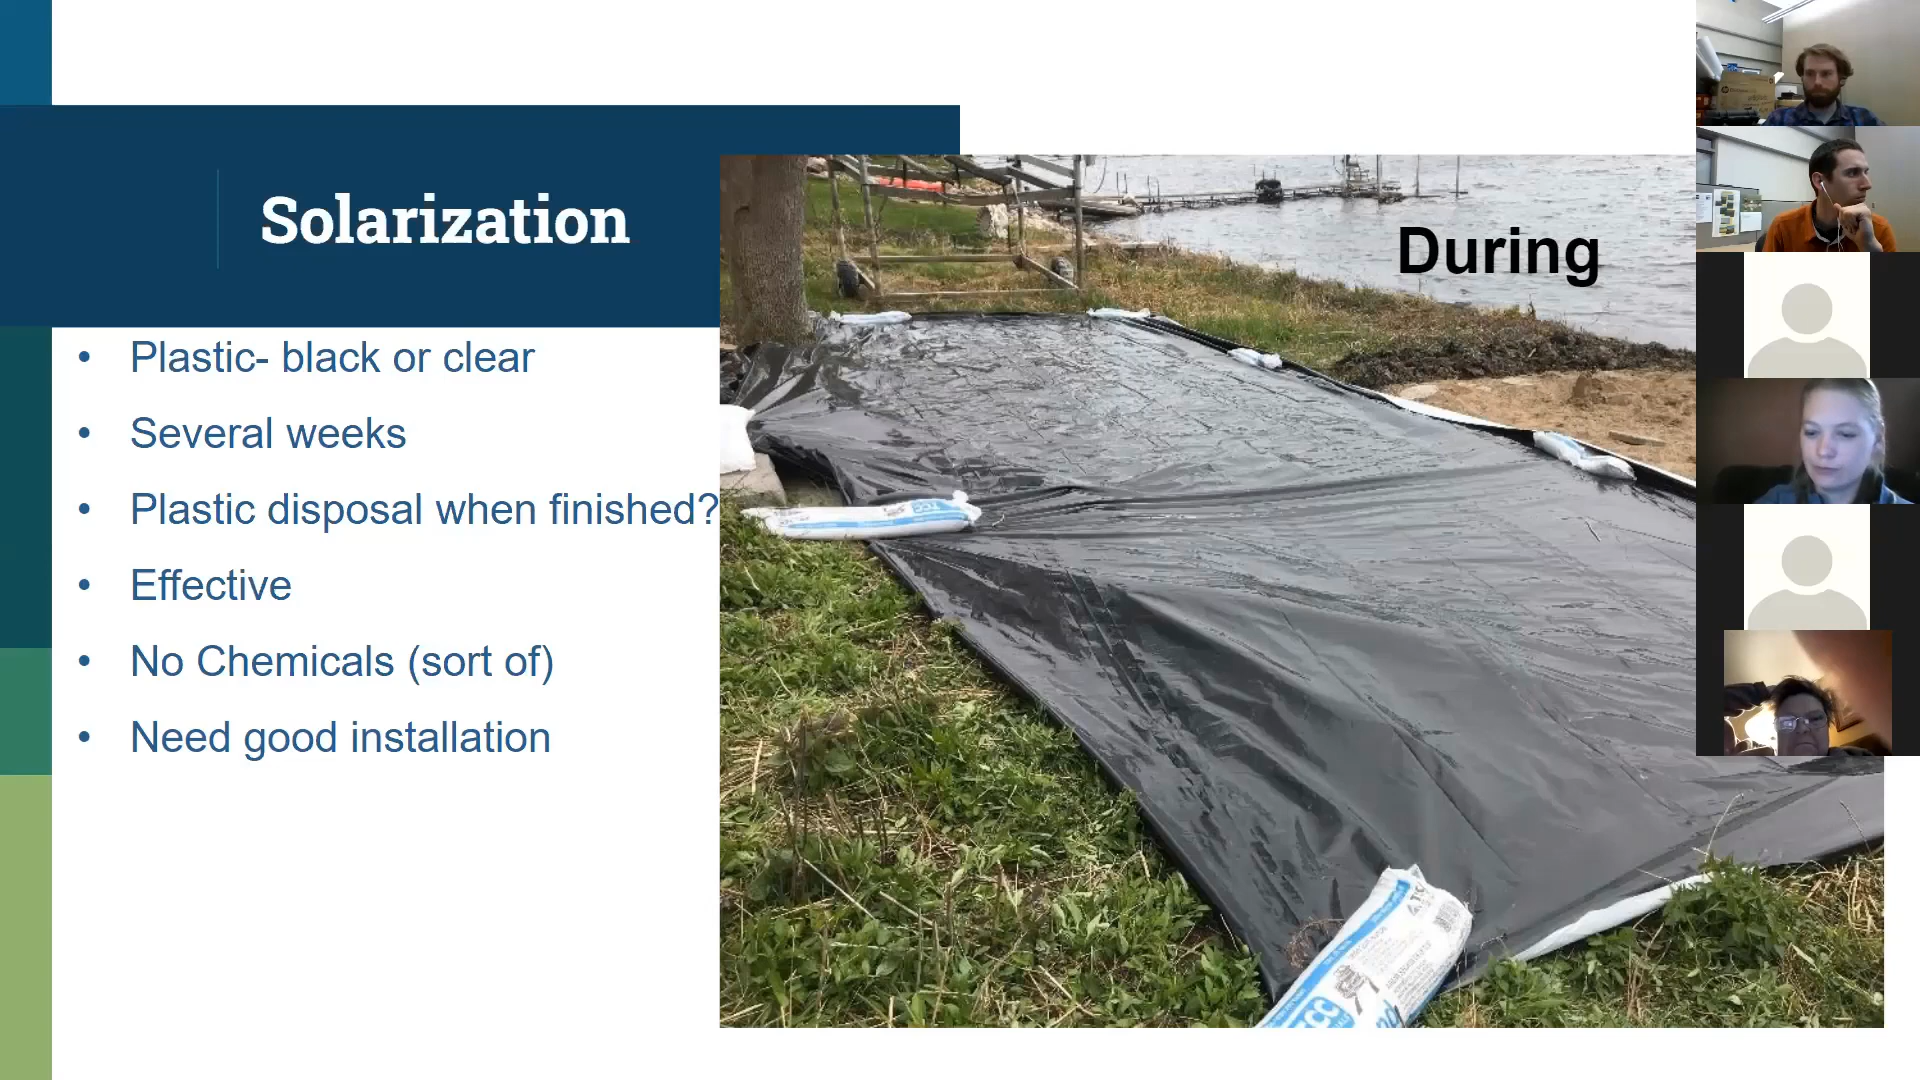 Solarization
During
• Plastic- black or clear
• Several weeks
• Plastic disposal when finished?
• Effective
• No Chemicals (sort of)
• Need good installation
TCC